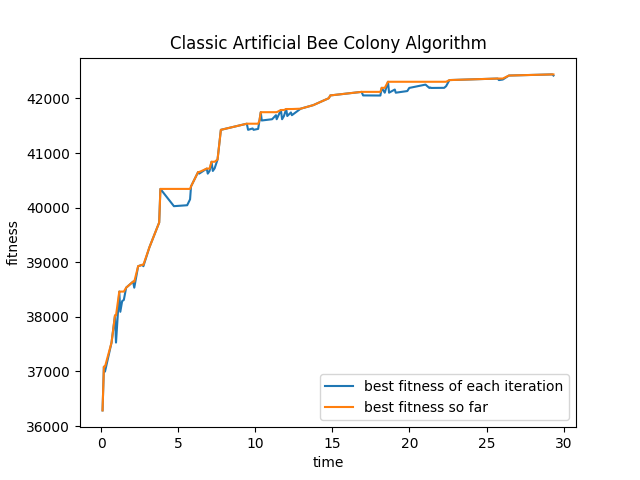 Classic Artificial Bee Colony Algorithm
fitness
42000
41000
40000
39000
38000
37000
36000
best fitness of each iteration
best fitness so far
0 5 10 15 20 25 30
time